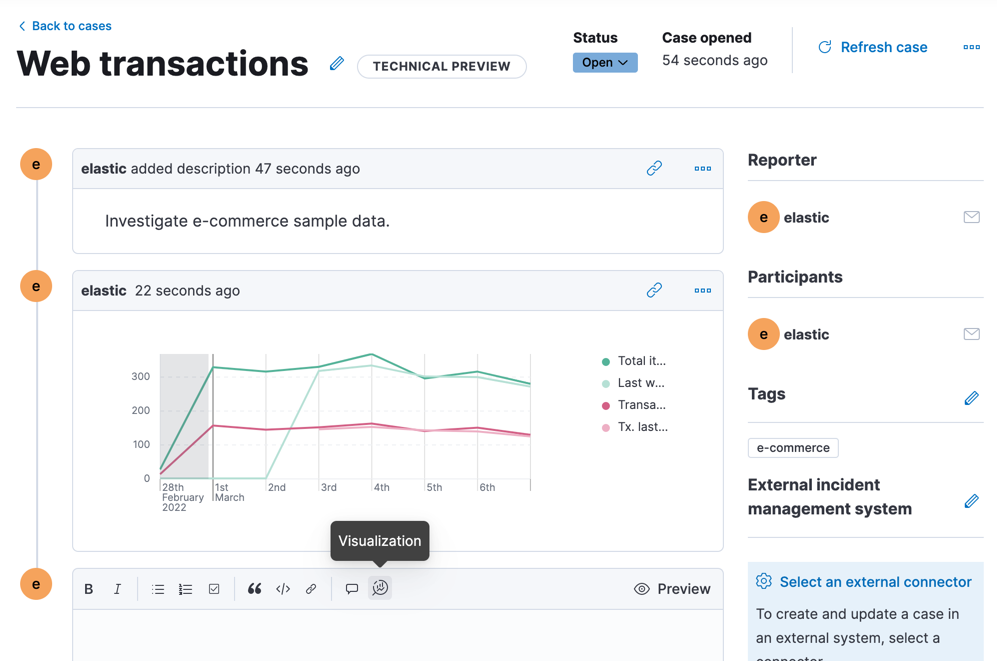 Back to cases
Web transactions
TECHNICAL PREVIEW
Status
Open
Case opened
54 seconds ago
Refresh case
e
elastic added description 47 seconds ago
Investigate e-commerce sample data.
e
elastic 22 seconds ago
300
200
100
0
28th
February
2022
1st
March
2nd
3rd
4th
5th
6th
Total it...
Last w...
Transa...
Tx. last...
Visualization
e
B
I
Preview
Reporter
e
elastic
Participants
e
elastic
Tags
e-commerce
External incident
management system
Select an external connector
To create and update a case in
an external system, select a
connector